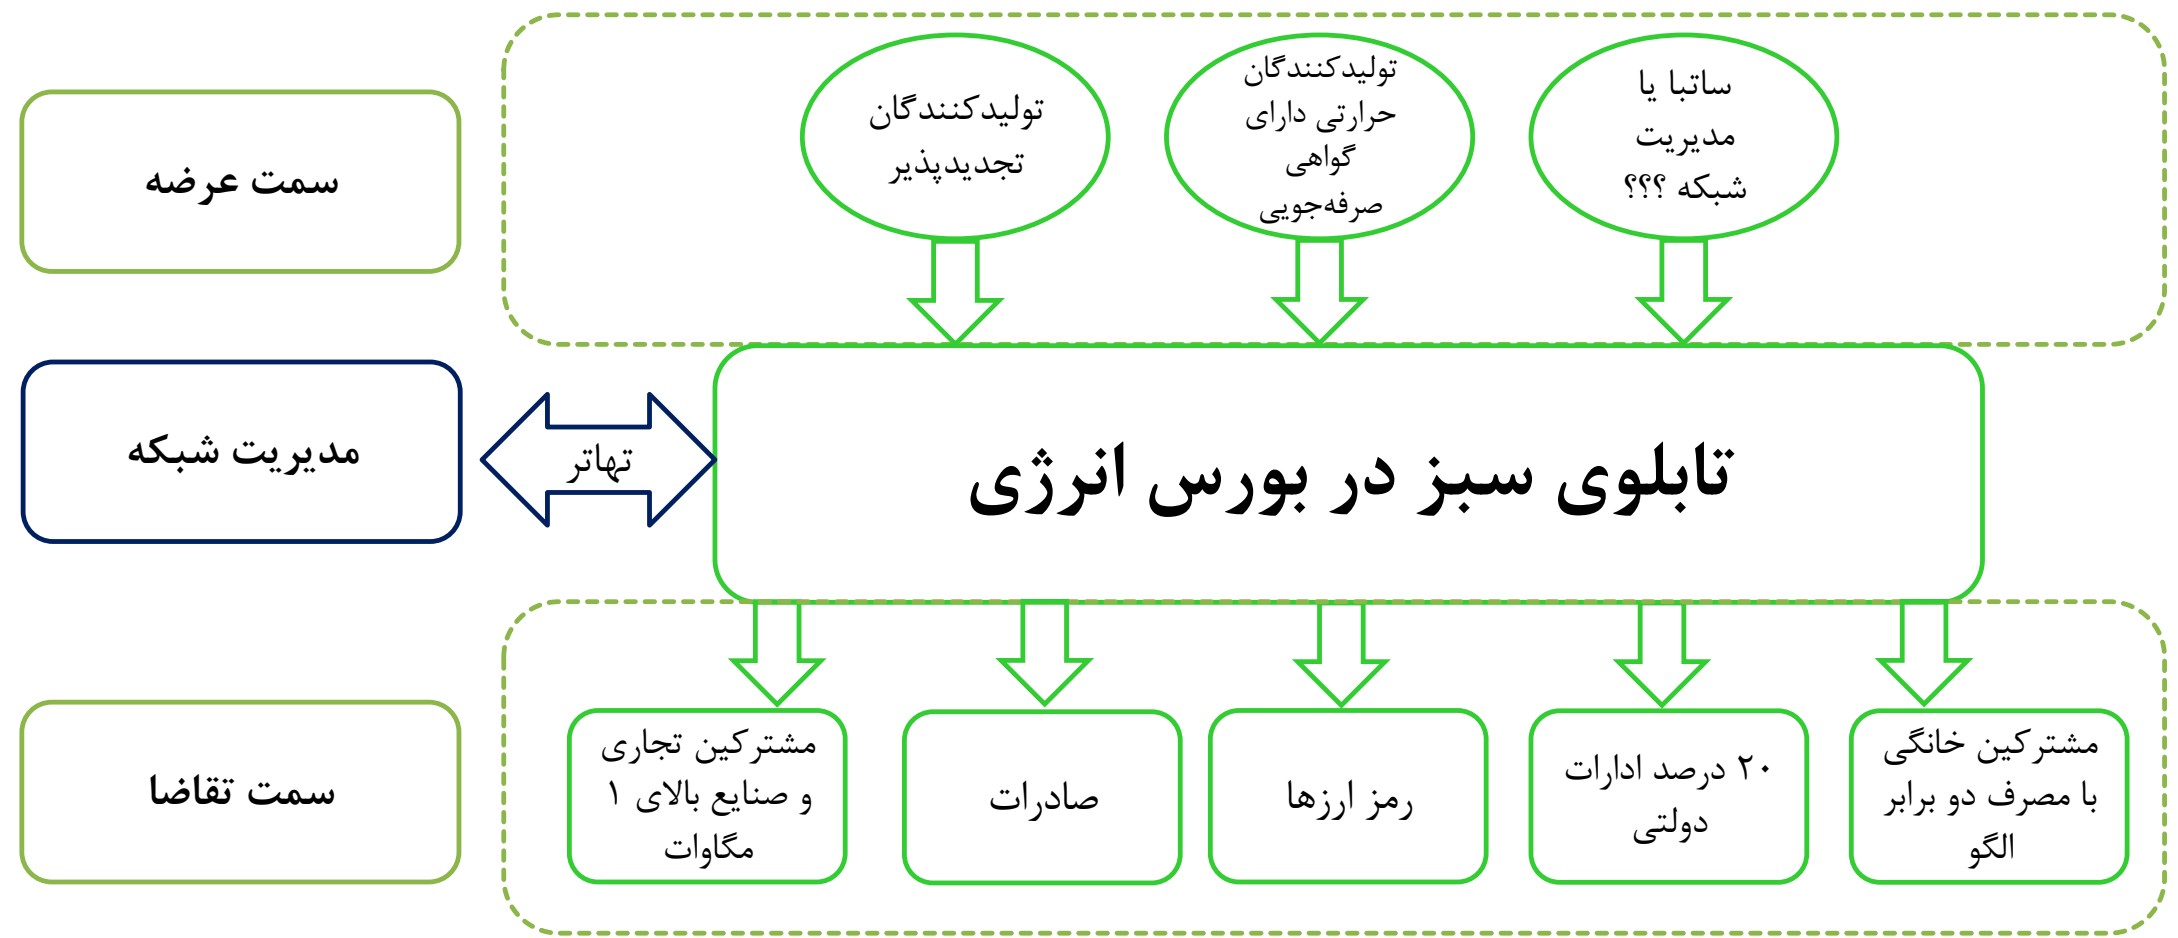 ساتبا یا
مدیریت
شبکه ؟؟؟
تولیدکنندگان
حرارتی دارای
گواهی
صرفه‌جویی
تولیدکنندگان
تجدیدپذیر
سمت عرضه
تابلوی سبز در بورس انرژی
تهاتر
مدیریت شبکه
مشترکین خانگی
با مصرف دو برابر
الگو
۲۰ درصد ادارات
دولتی
رمز ارزها
صادرات
مشترکین تجاری
و صنایع بالای ۱
مگاوات
سمت تقاضا